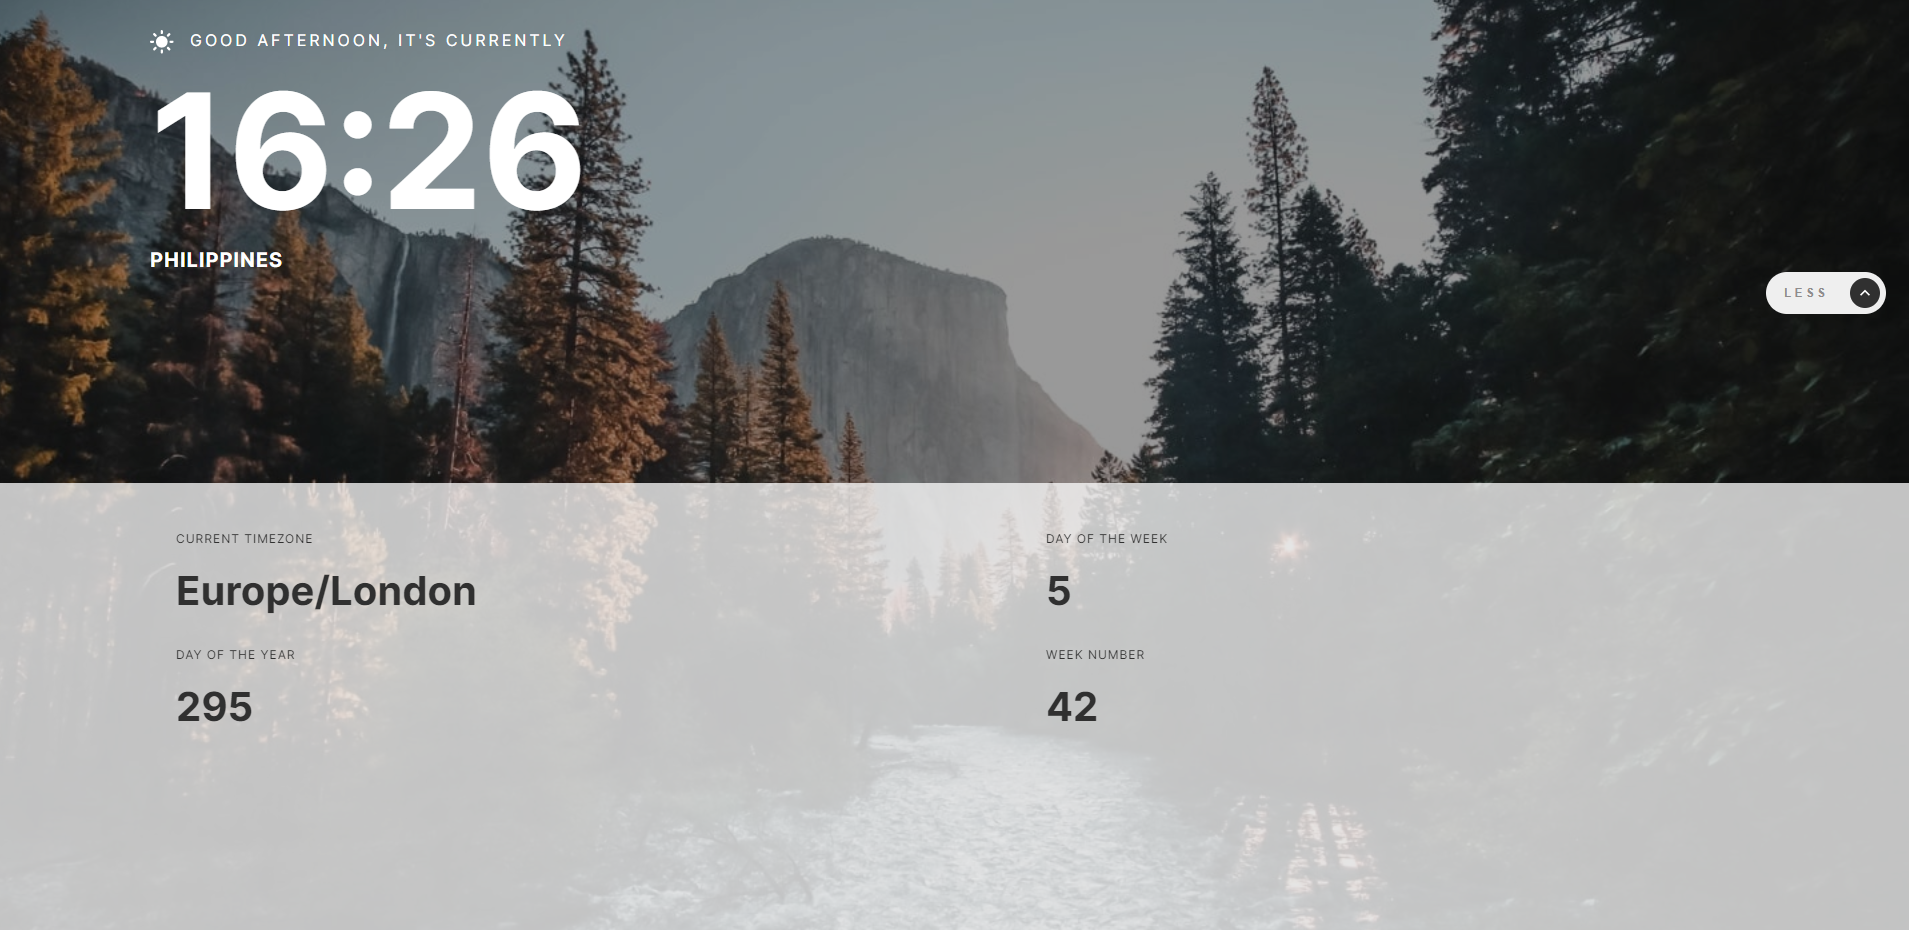 GOOD AFTERNOON, IT'S CURRENTLY
16:26
PHILIPPINES
LESS
CURRENT TIMEZONE
Europe/London
DAY OF THE WEEK
5
DAY OF THE YEAR
295
WEEK NUMBER
42